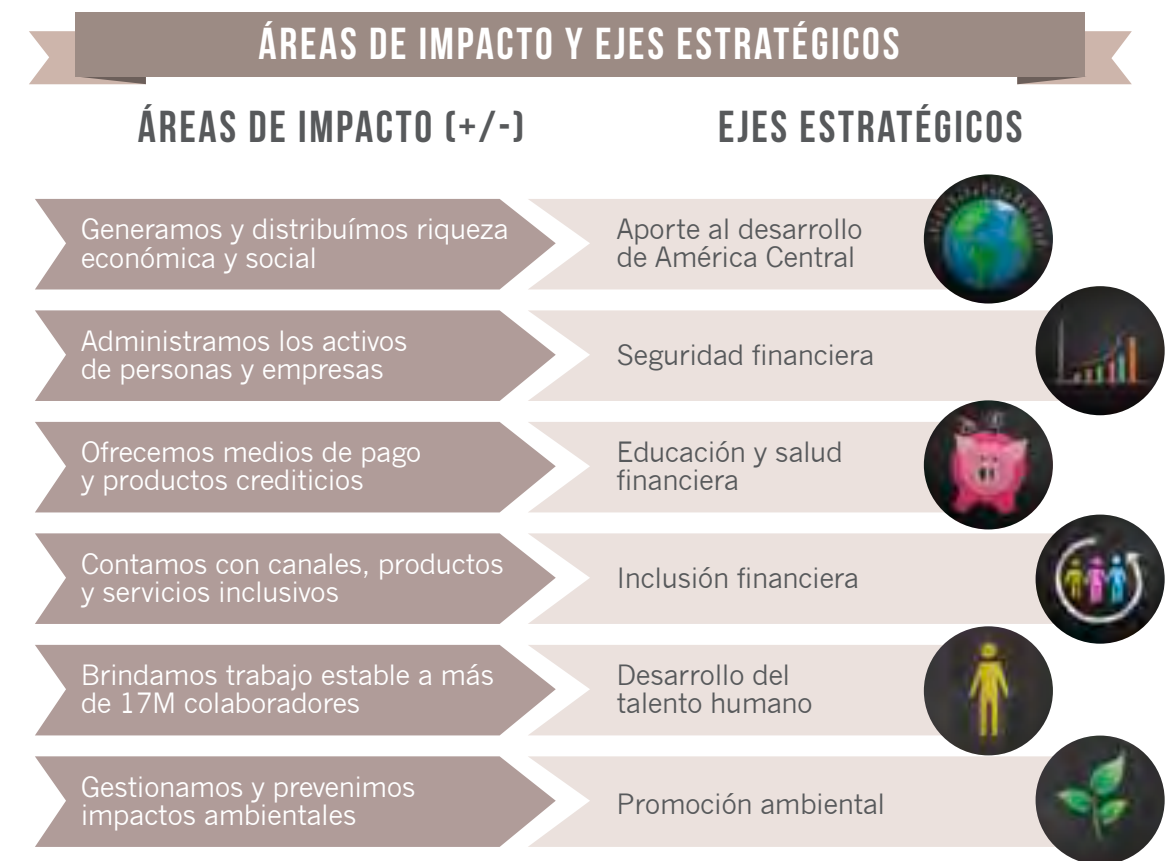 ÁREAS DE IMPACTO Y EJES ESTRATÉGICOS
ÁREAS DE IMPACTO (+/-)
EJES ESTRATÉGICOS
Generamos y distribuímos riqueza
económica y social
Aporte al desarrollo
de América Central
Administramos los activos
de personas y empresas
Seguridad financiera
Ofrecemos medios de pago
y productos crediticios
Educación y salud
financiera
Contamos con canales, productos
y servicios inclusivos
Inclusión financiera
Brindamos trabajo estable a más
de 17M colaboradores
Desarrollo del
talento humano
Gestionamos y prevenimos
impactos ambientales
Promoción ambiental